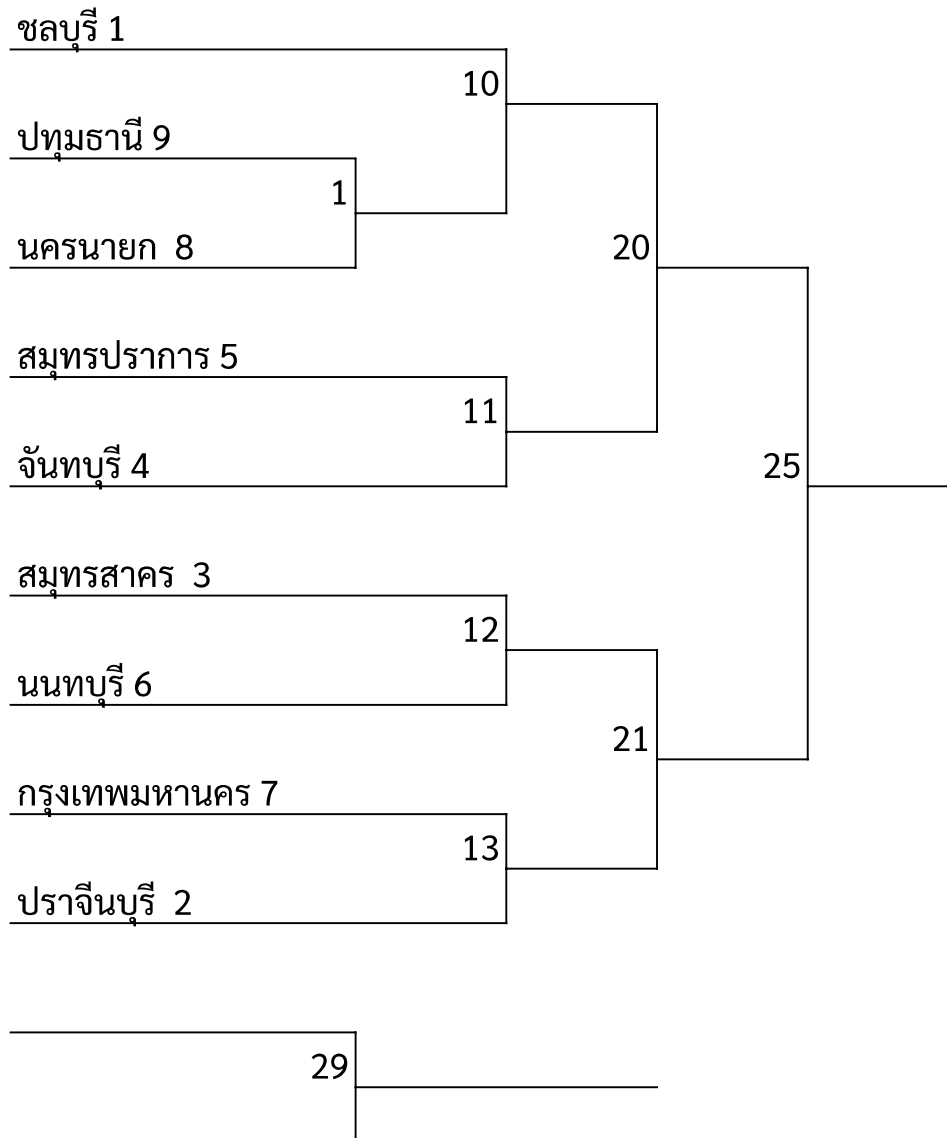 ชลบุรี 1
10
ปทุมธานี 9
1
นครนายก 8
20
สมุทรปราการ 5
11
จันทบุรี 4
25
สมุทรสาคร 3
12
นนทบุรี 6
21
กรุงเทพมหานคร 7
13
ปราจีนบุรี 2
29